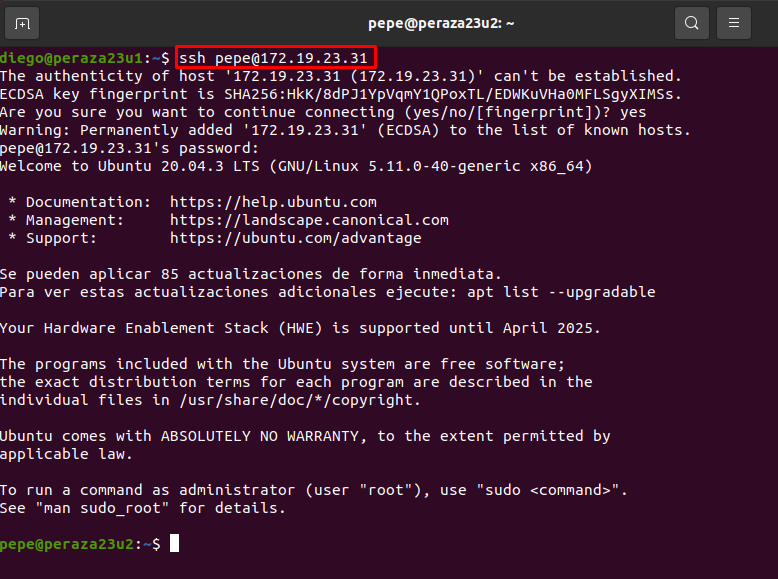 pepe@peraza23u2: ~
diego@peraza23u1:~$ ssh pepe@172.19.23.31
The authenticity of host '172.19.23.31 (172.19.23.31)' can't be established.
ECDSA key fingerprint is SHA256:HkK/8dPJ1YpVqmY1QPoxTL/EDWKuVHa0MFLSgyXIMSs.
Are you sure you want to continue connecting (yes/no/[fingerprint])? yes
Warning: Permanently added '172.19.23.31' (ECDSA) to the list of known hosts.
pepe@172.19.23.31's password:
Welcome to Ubuntu 20.04.3 LTS (GNU/Linux 5.11.0-40-generic x86_64)
* Documentation:  https://help.ubuntu.com
* Management:     https://landscape.canonical.com
* Support:        https://ubuntu.com/advantage
Se pueden aplicar 85 actualizaciones de forma inmediata.
Para ver estas actualizaciones adicionales ejecute: apt list --upgradable
Your Hardware Enablement Stack (HWE) is supported until April 2025.
The programs included with the Ubuntu system are free software;
the exact distribution terms for each program are described in the
individual files in /usr/share/doc/*/copyright.
Ubuntu comes with ABSOLUTELY NO WARRANTY, to the extent permitted by
applicable law.
To run a command as administrator (user "root"), use "sudo <command>".
See "man sudo_root" for details.
pepe@peraza23u2:~$